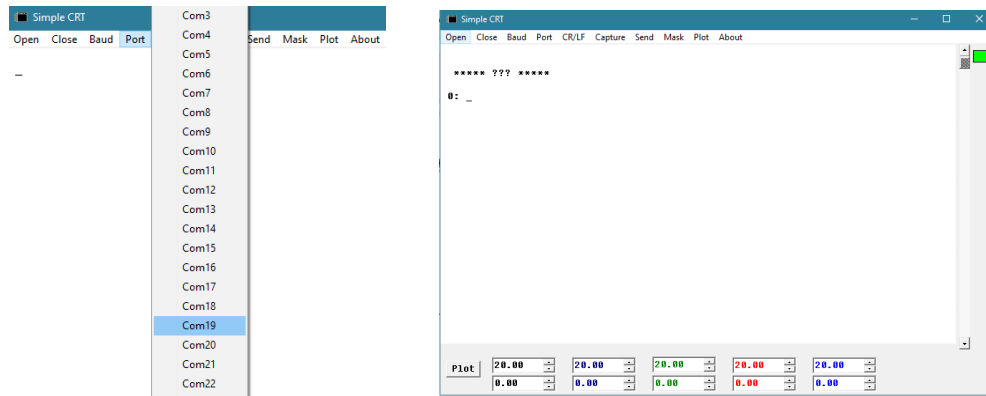 Simple CRT
Open Close Baud Port Send Mask Plot About
Com3
Com4
Com5
Com6
Com7
Com8
Com9
Com10
Com11
Com12
Com13
Com14
Com15
Com16
Com17
Com18
Com19
Com20
Com21
Com22
Simple CRT
Open Close Baud Port CR/LF Capture Send Mask Plot About
***** ??? *****
0: _
Plot 20.00 20.00 20.00 20.00 20.00
0.00 0.00 0.00 0.00 0.00